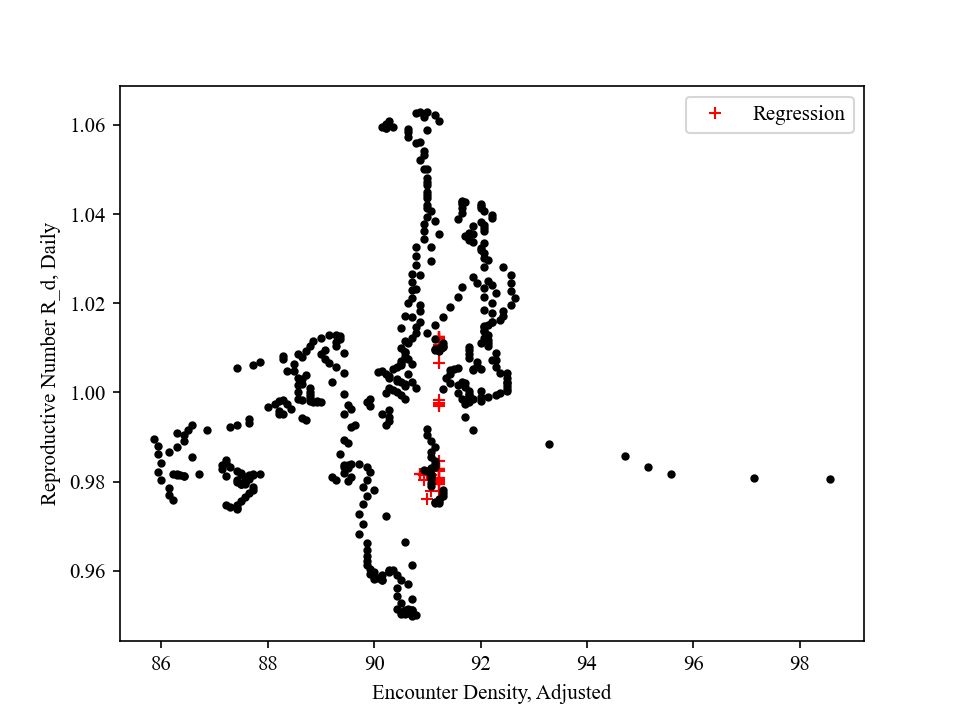 Regression
Reproductive Number R_d, Daily
1.06
1.04
1.02
1.00
0.98
0.96
86 88 90 92 94 96 98
Encounter Density, Adjusted